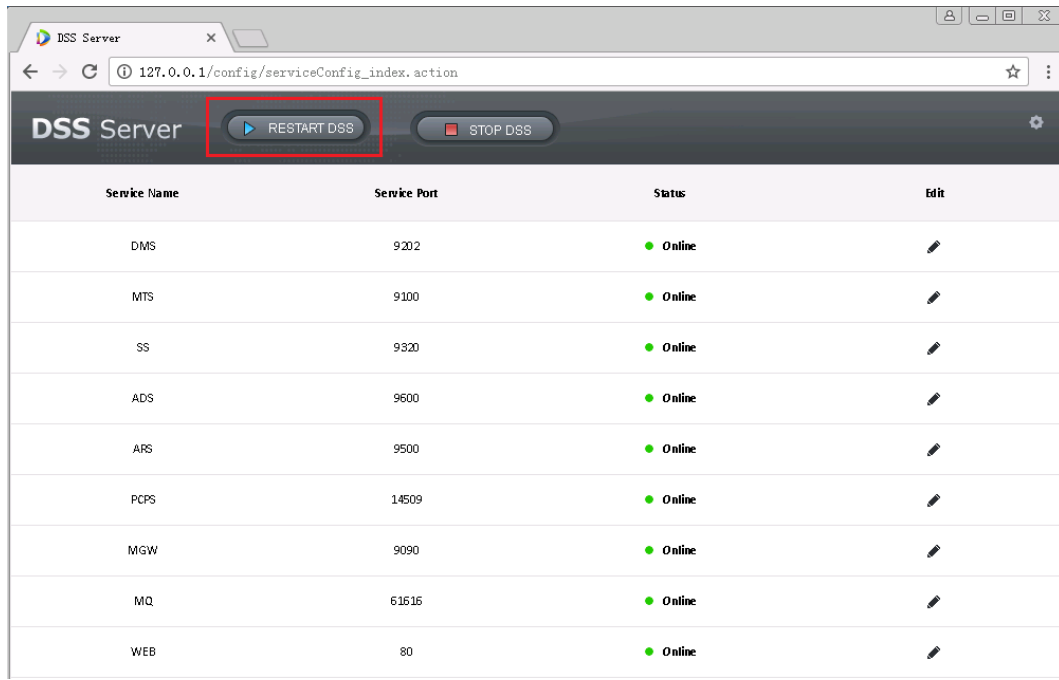 DSS Server
127.0.0.1/config/serviceConfig_index.action
DSS Server RESTART DSS STOP DSS
Service Name Service Port Status Edit
DMS 9202 Online
MTS 9100 Online
SS 9320 Online
ADS 9600 Online
ARS 9500 Online
PCPS 14509 Online
MGW 9090 Online
MQ 61616 Online
WEB 80 Online